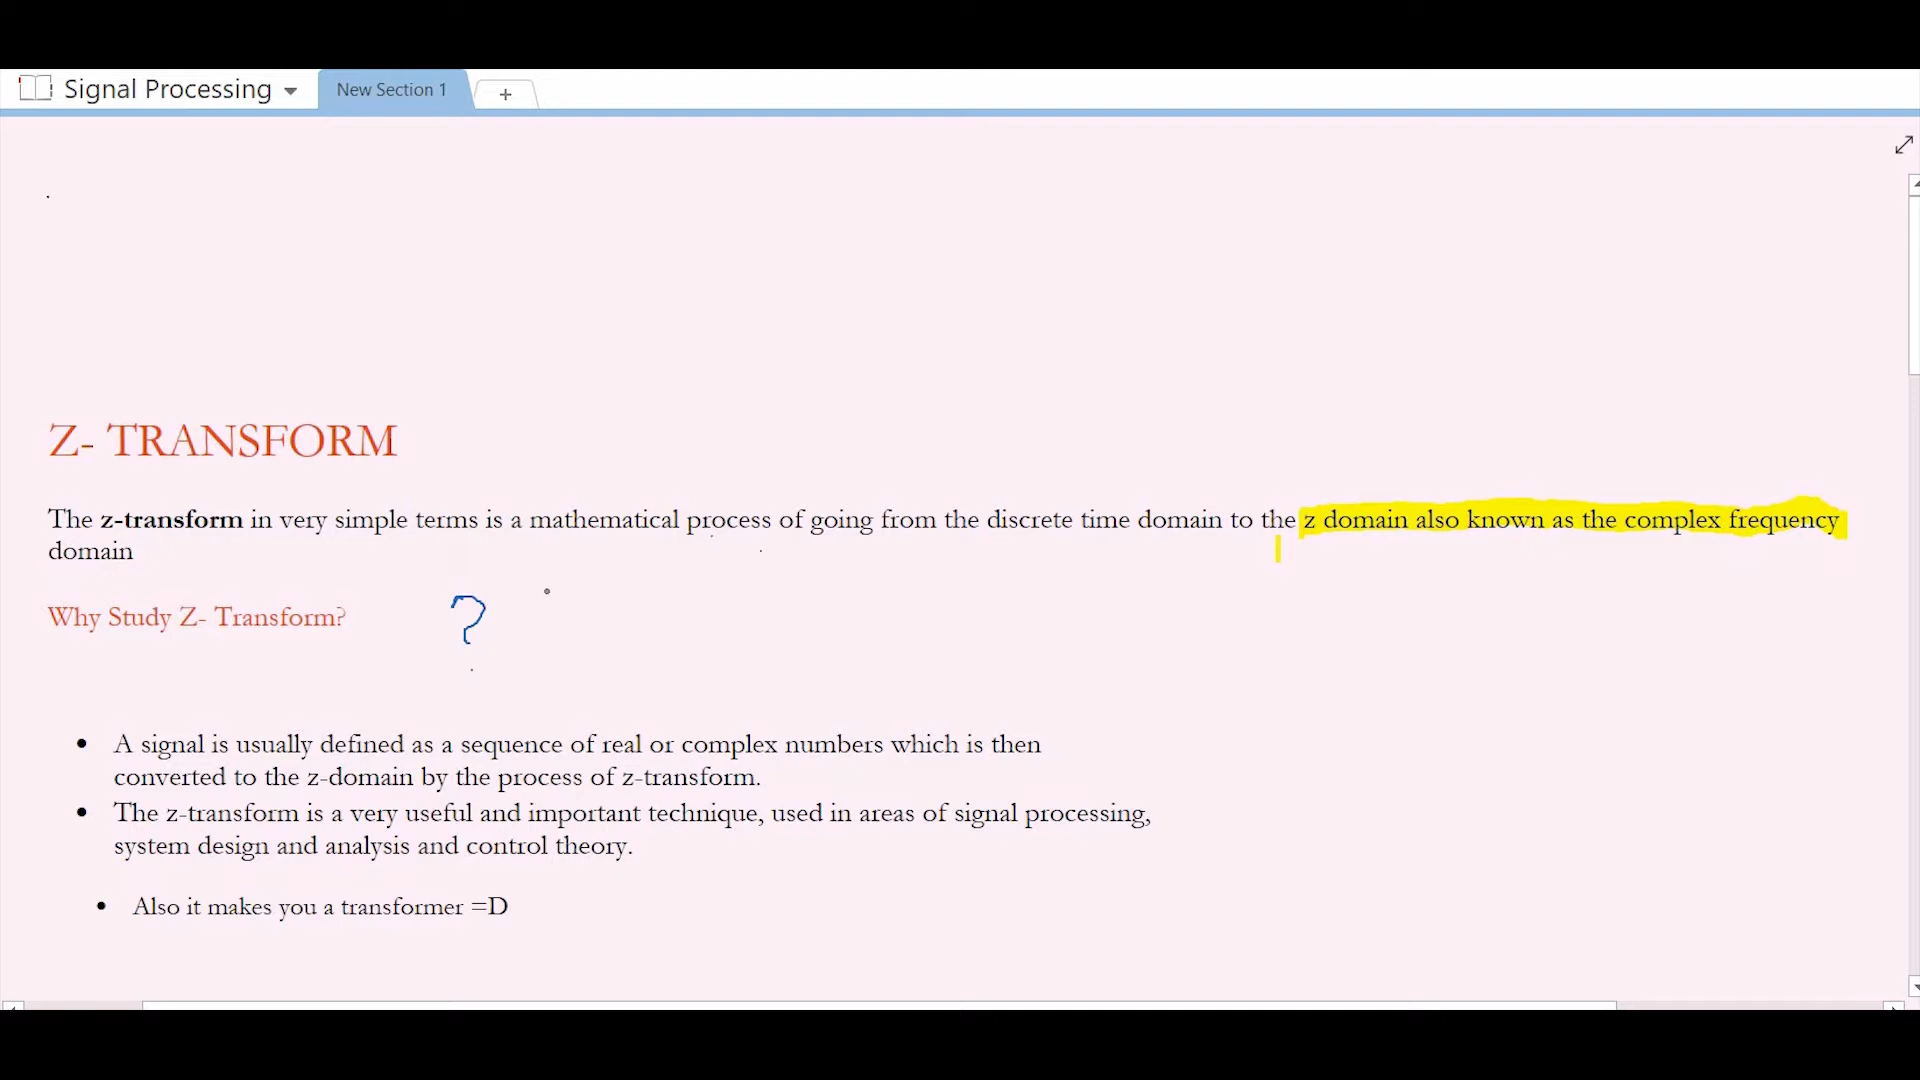 Signal Processing
New Section 1
+
Z- TRANSFORM
The z-transform in very simple terms is a mathematical process of going from the discrete time domain to the z domain also known as the complex frequency
domain
Why Study Z- Transform?
?
• A signal is usually defined as a sequence of real or complex numbers which is then
converted to the z-domain by the process of z-transform.
• The z-transform is a very useful and important technique, used in areas of signal processing,
system design and analysis and control theory.
• Also it makes you a transformer =D